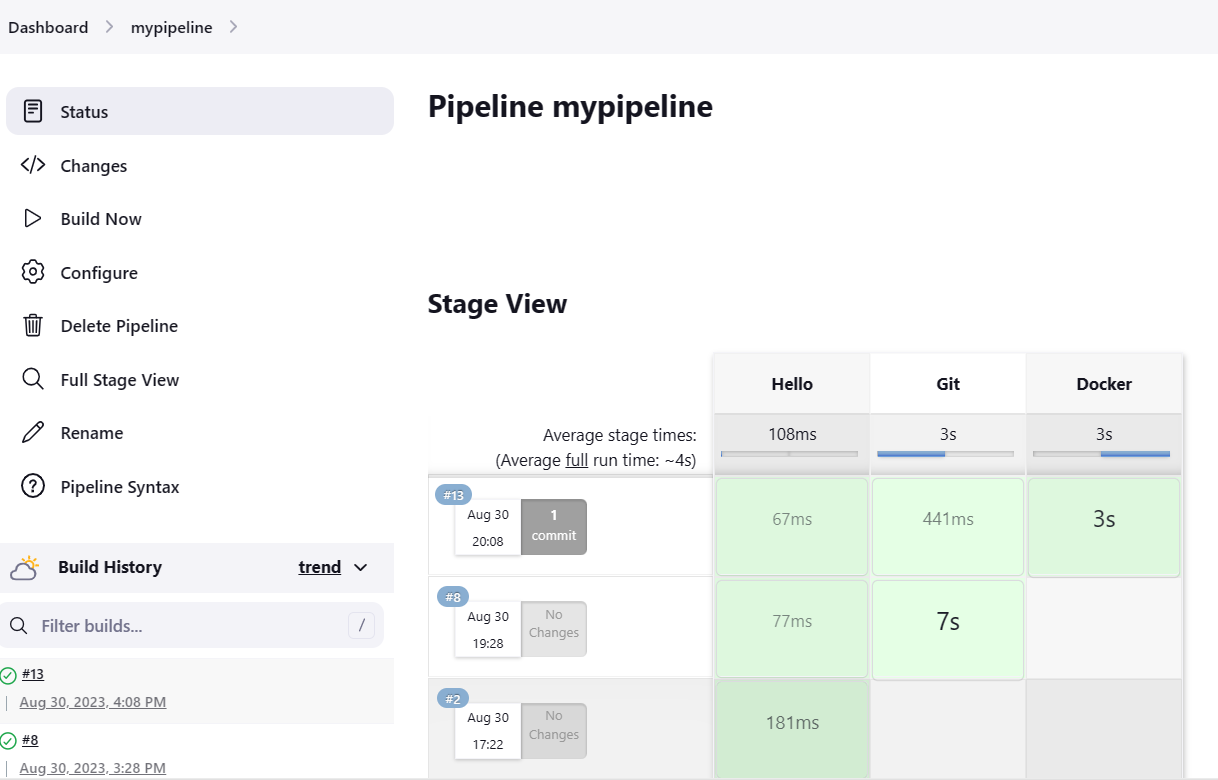 Dashboard
mypipeline
Status
Changes
Build Now
Configure
Delete Pipeline
Full Stage View
Rename
Pipeline Syntax
Build History
trend
Filter builds...
/
#13
Aug 30, 2023, 4:08 PM
#8
Aug 30, 2023, 3:28 PM
Pipeline mypipeline
Stage View
Hello Git Docker
Average stage times: 108ms 3s 3s
(Average full run time: ~4s)
#13
Aug 30
20:08
1
commit
67ms 441ms 3s
#8
Aug 30
19:28
No
Changes
77ms 7s
#2
Aug 30
17:22
No
Changes
181ms